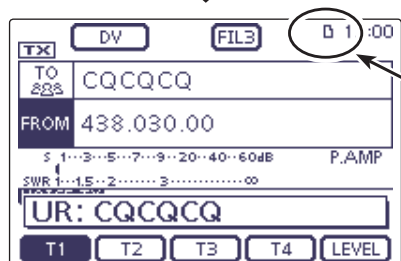 DV FIL3 1 :00
TX
TO CQCQCQ
FROM 438.030.00
S 1··3··5··7··9··20··40··60dB P.AMP
SWR 1··1.5··2······3············∞
UR: CQCQCQ
T1 T2 T3 T4 LEVEL